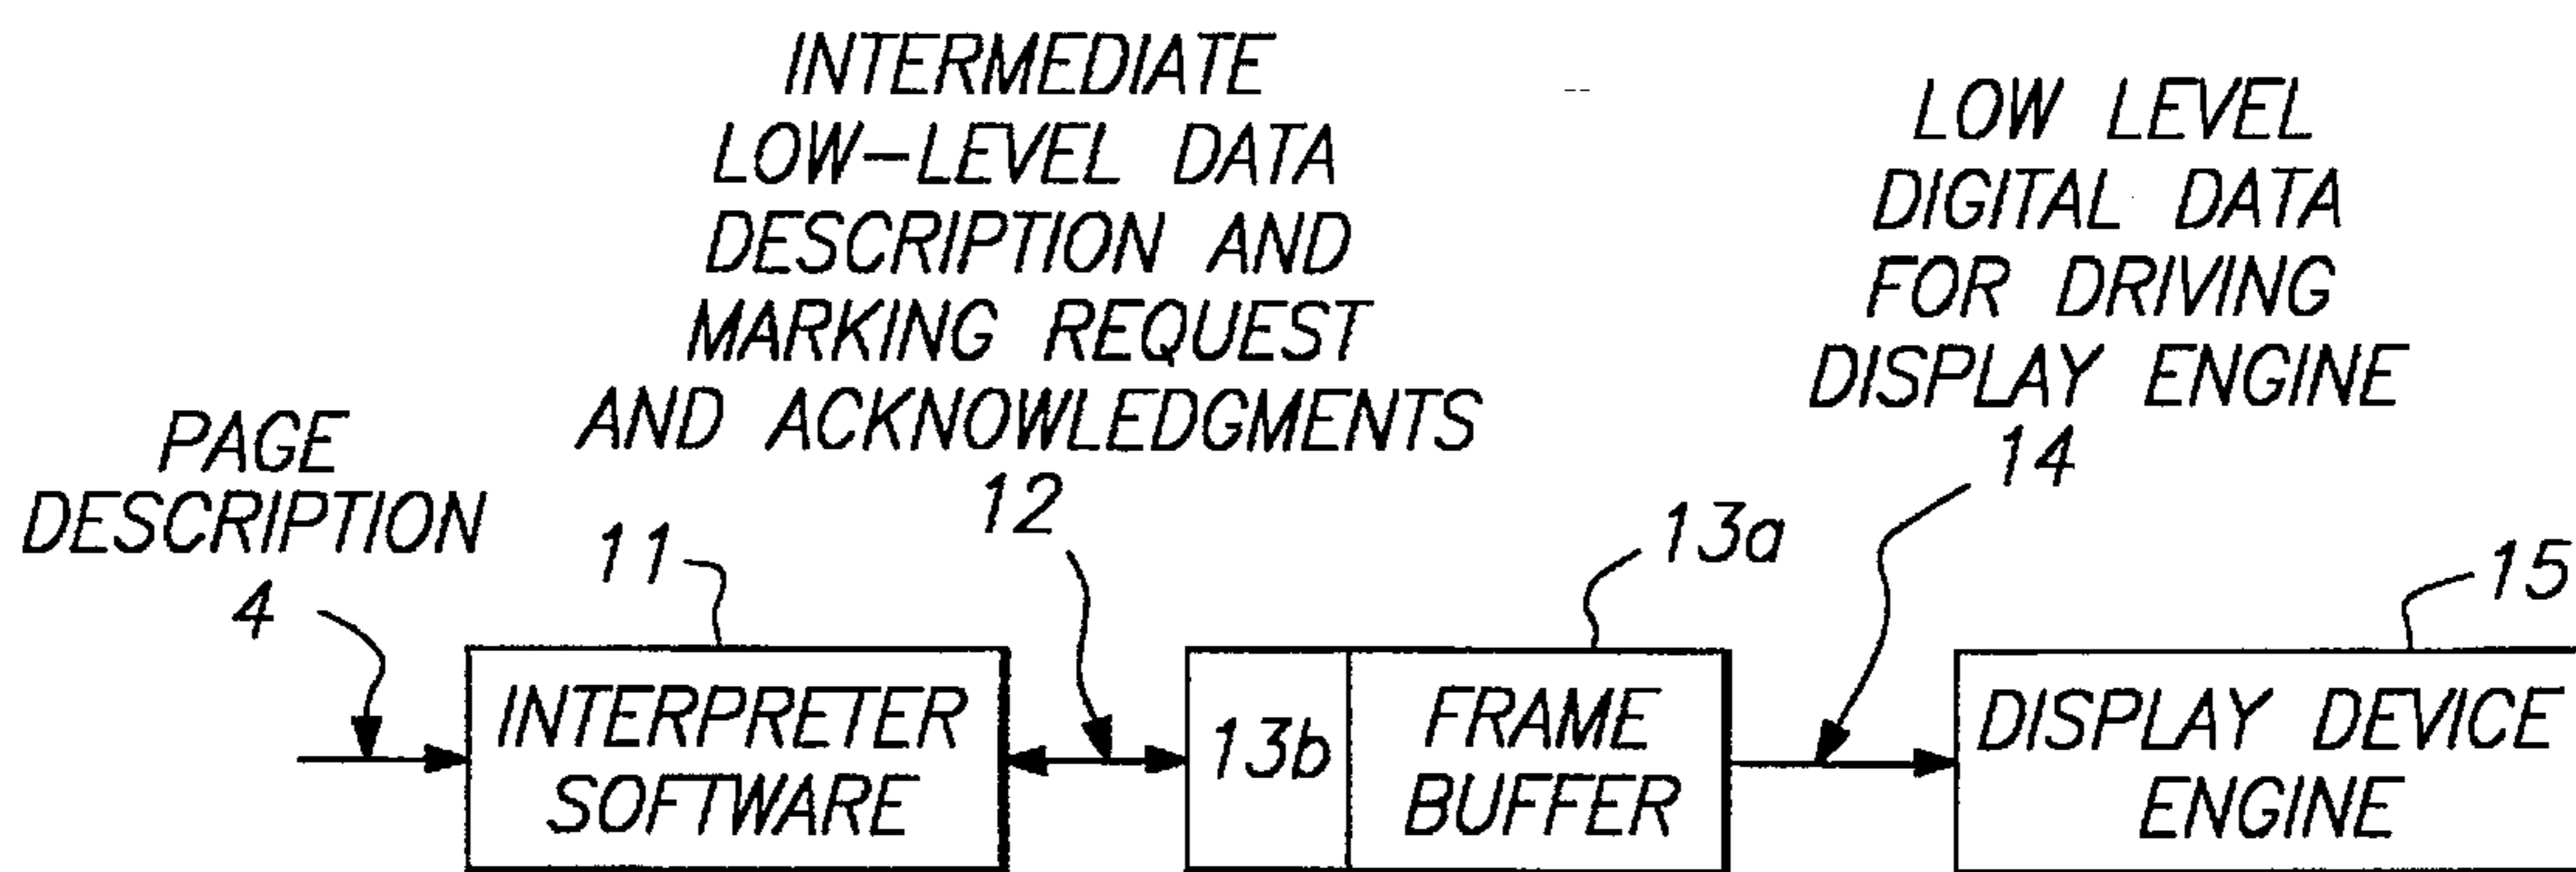 INTERMEDIATE
LOW-LEVEL DATA
DESCRIPTION AND
MARKING REQUEST
AND ACKNOWLEDGMENTS
12
LOW LEVEL
DIGITAL DATA
FOR DRIVING
DISPLAY ENGINE
14
PAGE
DESCRIPTION
4
11
13a
15
INTERPRETER
SOFTWARE
13b
FRAME
BUFFER
DISPLAY DEVICE
ENGINE